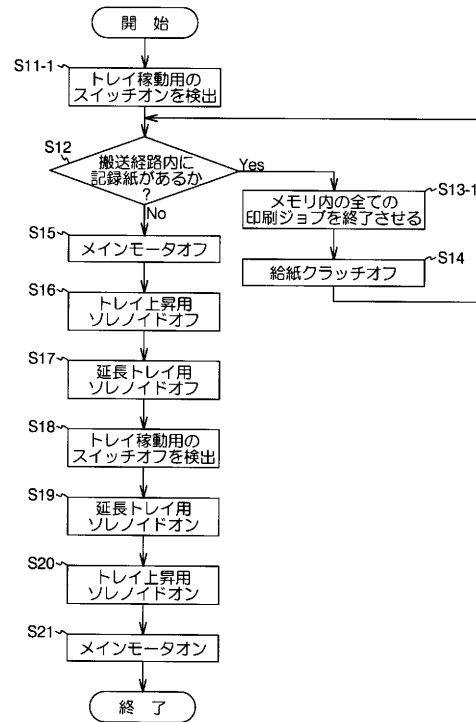 開 始
S11-1
トレイ稼動用の
スイッチオンを検出
S12
搬送経路内に
記録紙があるか
?
Yes
No
S13-1
メモリ内の全ての
印刷ジョブを終了させる
S14
給紙クラッチオフ
S15
メインモータオフ
S16
トレイ上昇用
ソレノイドオフ
S17
延長トレイ用
ソレノイドオフ
S18
トレイ稼動用の
スイッチオフを検出
S19
延長トレイ用
ソレノイドオン
S20
トレイ上昇用
ソレノイドオン
S21
メインモータオン
終 了